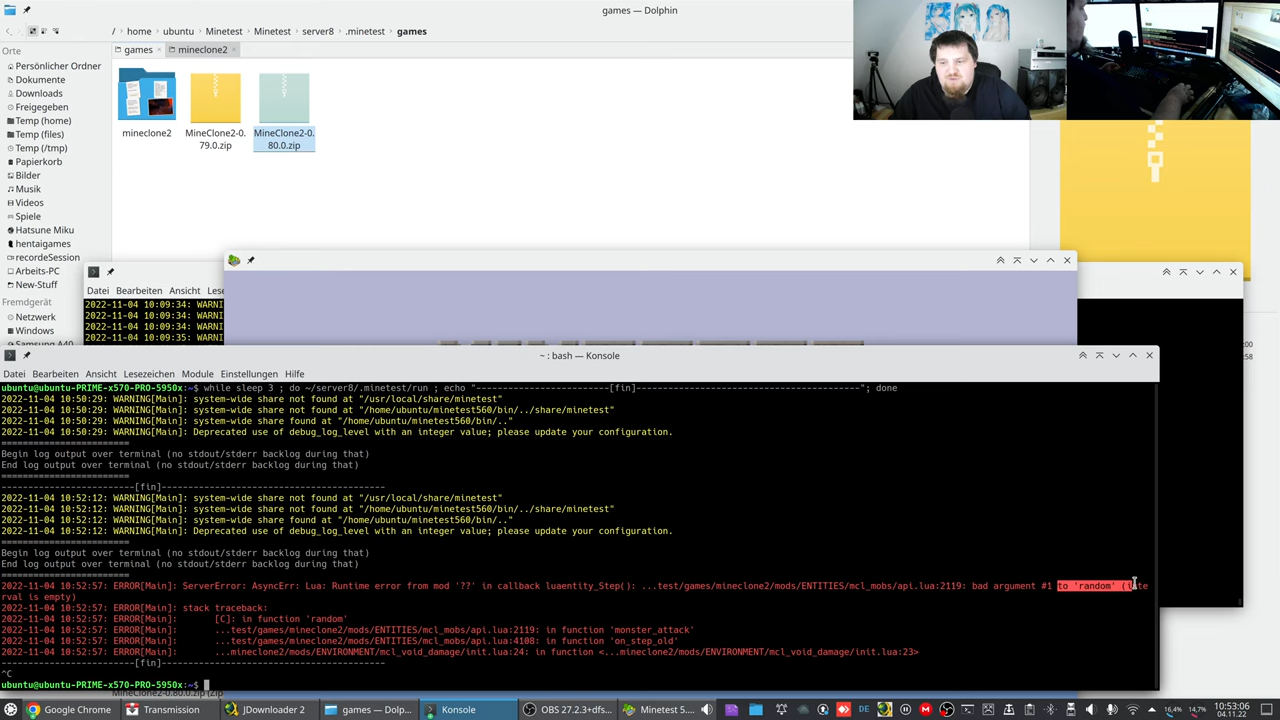 games — Dolphin
/ home ubuntu Minetest Minetest server8 .minetest games
games mineclone2
Orte
Persönlicher Ordner
Dokumente
Downloads
Freigegeben
Temp (home)
Temp (files)
Temp (/tmp)
Papierkorb
Bilder
Musik
Videos
Spiele
Hatsune Miku
hentaigames
recordeSession
Arbeits-PC
New-Stuff
Fremdgerät
Netzwerk
Windows
Samsung A40
mineclone2
MineClone2-0.
79.0.zip
MineClone2-0.
80.0.zip
Datei Bearbeiten Ansicht Lese
2022-11-04 10:09:34: WARNI
2022-11-04 10:09:34: WARNI
2022-11-04 10:09:34: WARNI
2022-11-04 10:09:35: WARNI
~ : bash — Konsole
Datei Bearbeiten Ansicht Lesezeichen Module Einstellungen Hilfe
ubuntu@ubuntu-PRIME-x570-PRO-5950x:~$ while sleep 3 ; do ~/server8/.minetest/run ; echo "------------------------[fin]-----------------------------------------"; done
2022-11-04 10:50:29: WARNING[Main]: system-wide share not found at "/usr/local/share/minetest"
2022-11-04 10:50:29: WARNING[Main]: system-wide share not found at "/home/ubuntu/minetest560/bin/../share/minetest"
2022-11-04 10:50:29: WARNING[Main]: system-wide share found at "/home/ubuntu/minetest560/bin/.."
2022-11-04 10:50:29: WARNING[Main]: Deprecated use of debug_log_level with an integer value; please update your configuration.
========================
Begin log output over terminal (no stdout/stderr backlog during that)
End log output over terminal (no stdout/stderr backlog during that)
========================
------------------------[fin]-----------------------------------------
2022-11-04 10:52:12: WARNING[Main]: system-wide share not found at "/usr/local/share/minetest"
2022-11-04 10:52:12: WARNING[Main]: system-wide share not found at "/home/ubuntu/minetest560/bin/../share/minetest"
2022-11-04 10:52:12: WARNING[Main]: system-wide share found at "/home/ubuntu/minetest560/bin/.."
2022-11-04 10:52:12: WARNING[Main]: Deprecated use of debug_log_level with an integer value; please update your configuration.
========================
Begin log output over terminal (no stdout/stderr backlog during that)
End log output over terminal (no stdout/stderr backlog during that)
========================
2022-11-04 10:52:57: ERROR[Main]: ServerError: AsyncErr: Lua: Runtime error from mod '??' in callback luaentity_Step(): ...test/games/mineclone2/mods/ENTITIES/mcl_mobs/api.lua:2119: bad argument #1 to 'random' (inte
rval is empty)
2022-11-04 10:52:57: ERROR[Main]: stack traceback:
2022-11-04 10:52:57: ERROR[Main]: [C]: in function 'random'
2022-11-04 10:52:57: ERROR[Main]: ...test/games/mineclone2/mods/ENTITIES/mcl_mobs/api.lua:2119: in function 'monster_attack'
2022-11-04 10:52:57: ERROR[Main]: ...test/games/mineclone2/mods/ENTITIES/mcl_mobs/api.lua:4108: in function 'on_step_old'
2022-11-04 10:52:57: ERROR[Main]: ...mineclone2/mods/ENVIRONMENT/mcl_void_damage/init.lua:24: in function <...mineclone2/mods/ENVIRONMENT/mcl_void_damage/init.lua:23>
------------------------[fin]-----------------------------------------
^C
ubuntu@ubuntu-PRIME-x570-PRO-5950x:~$
Google Chrome Transmission JDownloader 2 games — Dolp... Konsole OBS 27.2.3+dfs... Minetest 5.... DE 16,4% 14,7% 10:53:06
04.11.22